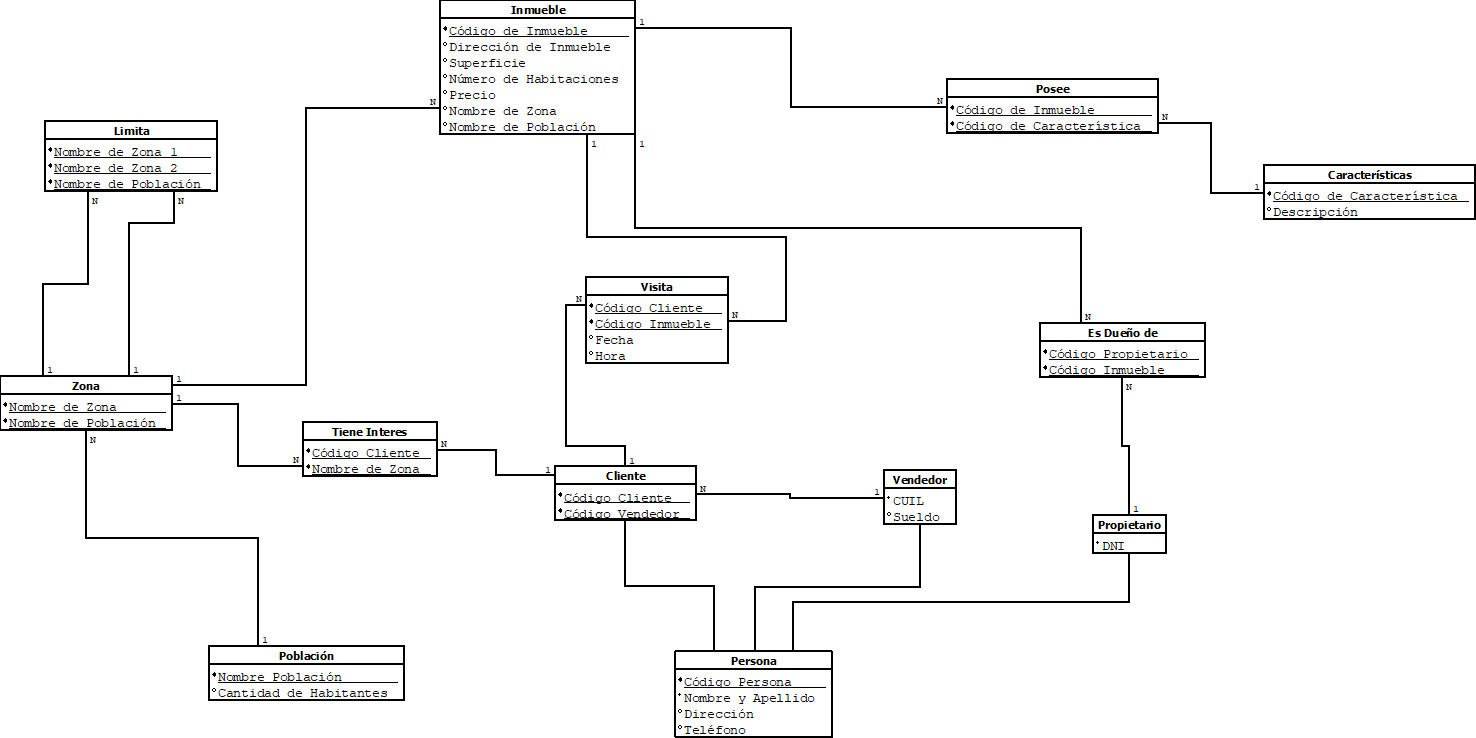 Inmueble
Código de Inmueble
Dirección de Inmueble
Superficie
Número de Habitaciones
Precio
Nombre de Zona
Nombre de Población
1
N
1
1
Posee
Código de Inmueble
Código de Característica
N
N
Limita
Nombre de Zona 1
Nombre de Zona 2
Nombre de Población
N
N
Características
Código de Característica
Descripción
1
Visita
Código Cliente
Código Inmueble
Fecha
Hora
N
N
Es Dueño de
Código Propietario
Código Inmueble
N
N
Zona
Nombre de Zona
Nombre de Población
1
1
1
1
N
Tiene Interes
Código Cliente
Nombre de Zona
N
N
Cliente
Código Cliente
Código Vendedor
1
1
N
Vendedor
CUIL
Sueldo
1
Propietario
DNI
1
Población
Nombre Población
Cantidad de Habitantes
1
Persona
Código Persona
Nombre y Apellido
Dirección
Teléfono